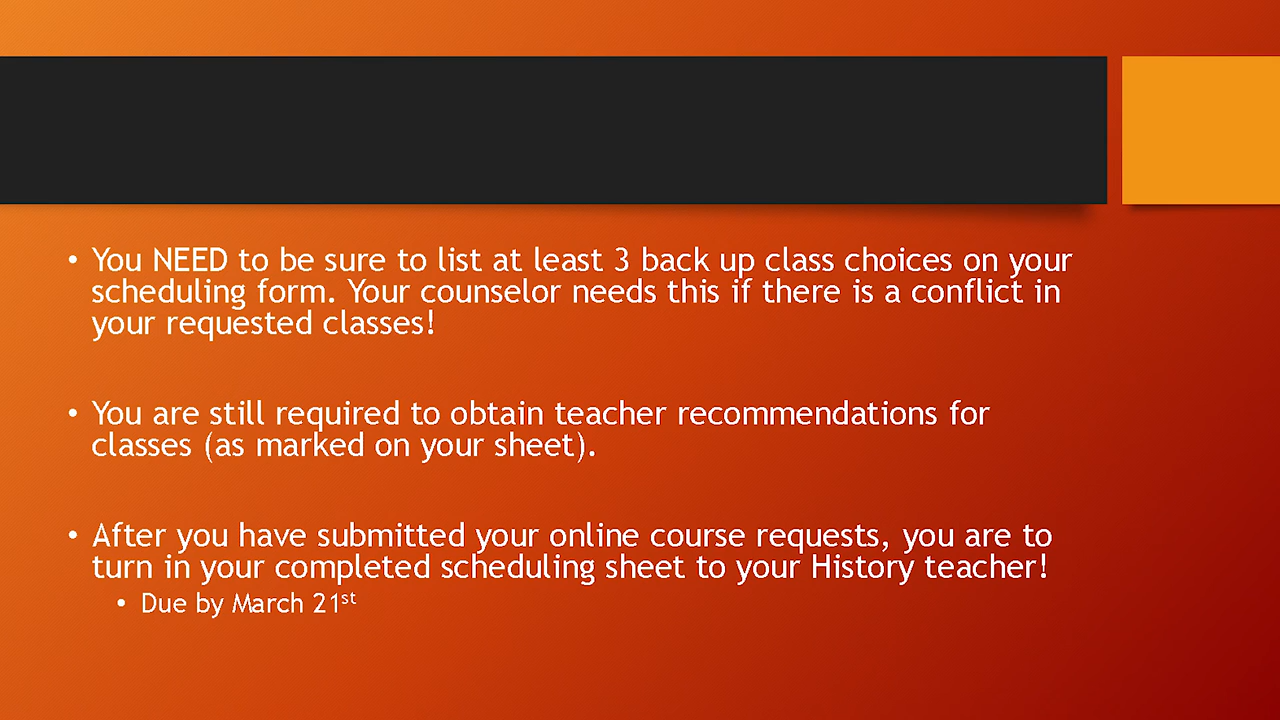 • You NEED to be sure to list at least 3 back up class choices on your
scheduling form. Your counselor needs this if there is a conflict in
your requested classes!
• You are still required to obtain teacher recommendations for
classes (as marked on your sheet).
• After you have submitted your online course requests, you are to
turn in your completed scheduling sheet to your History teacher!
• Due by March 21st